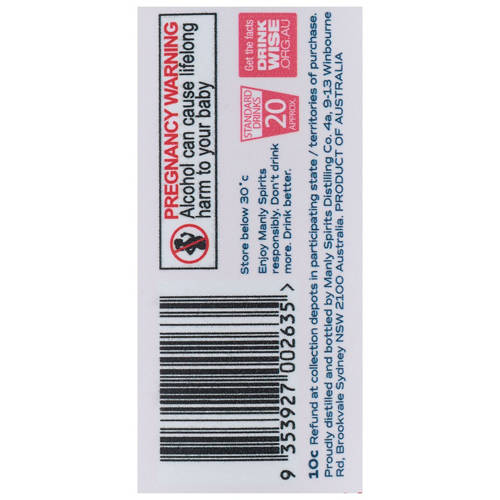 PREGNANCY WARNING
Alcohol can cause lifelong
harm to your baby
Get the facts
DRINK
WISE
.ORG.AU
STANDARD
DRINKS
20
APPROX.
Store below 30°c
Enjoy Manly Spirits
responsibly. Don't drink
more. Drink better.
9 353927 002635 >
10c Refund at collection depots in participating state / territories of purchase.
Proudly distilled and bottled by Manly Spirits Distilling Co. 4a, 9-13 Winbourne
Rd, Brookvale Sydney NSW 2100 Australia. PRODUCT OF AUSTRALIA